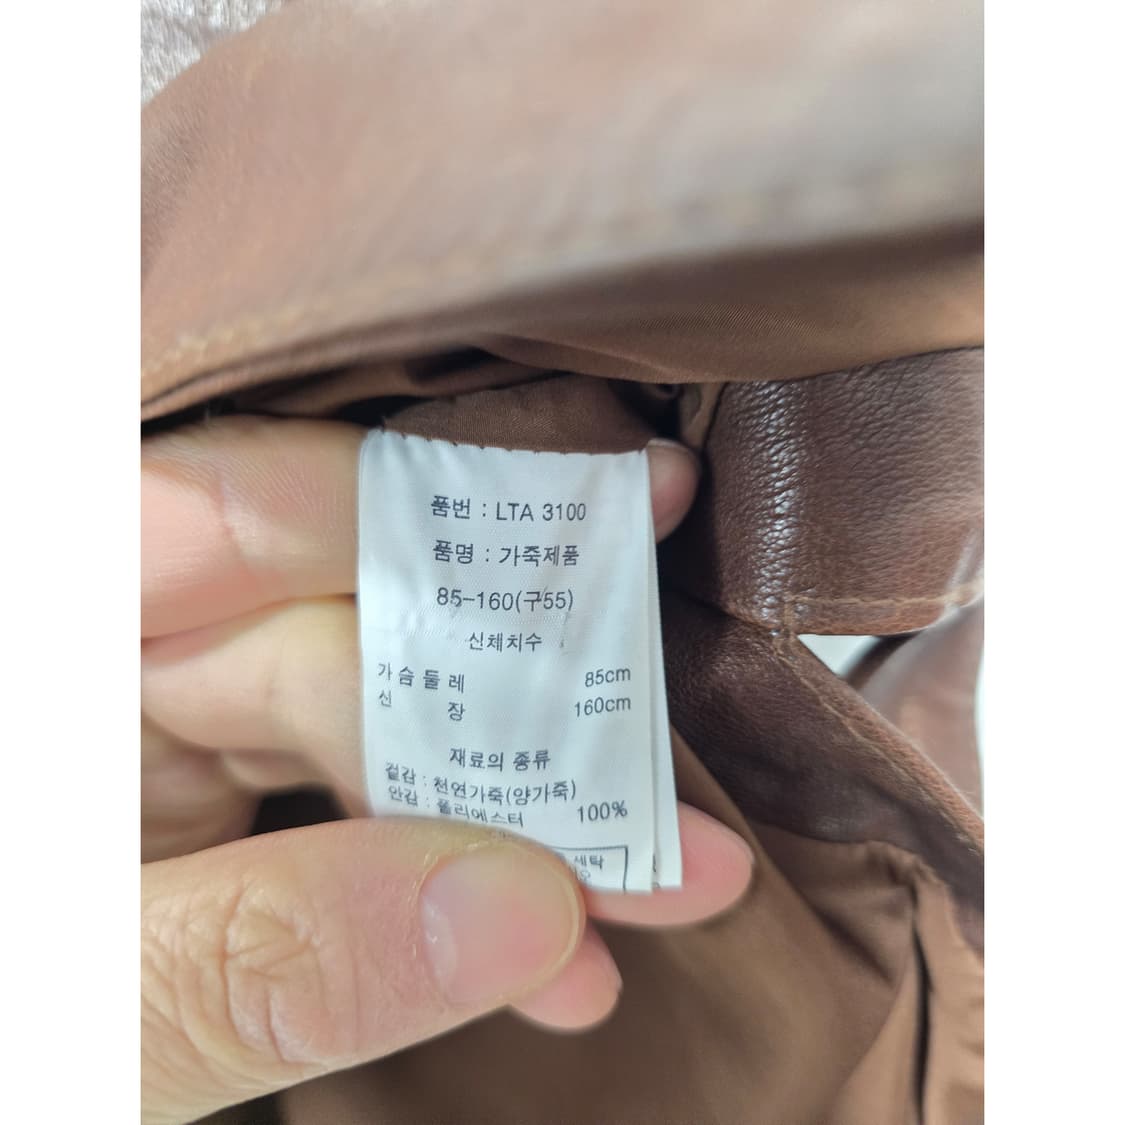 품번 : LTA 3100
품명 : 가죽제품
85-160(구55)
신체치수
가슴둘레 85cm
신장 160cm
재료의 종류
겉감 : 천연가죽(양가죽)
안감 : 폴리에스터 100%
세탁